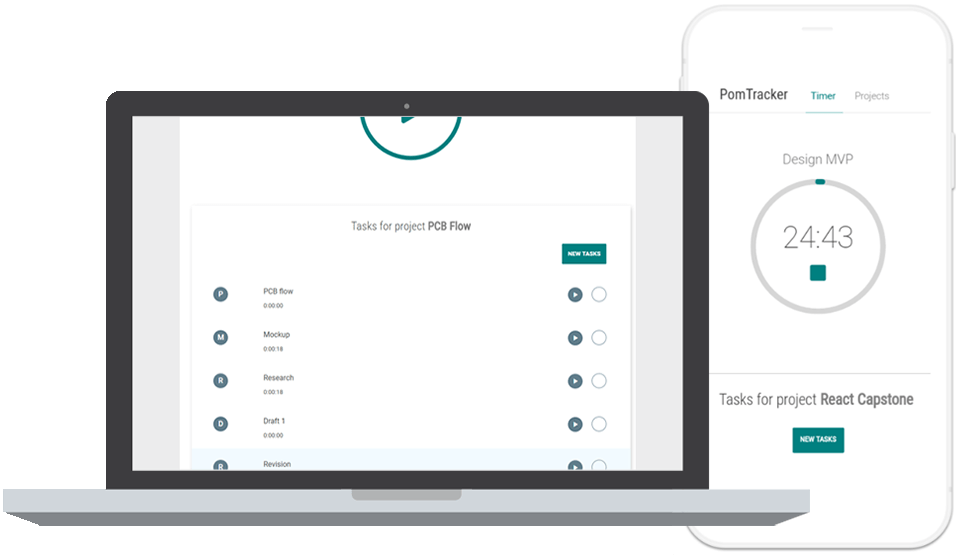 Tasks for project PCB Flow
NEW TASKS
P
PCB flow
0:00:00
M
Mockup
0:00:18
R
Research
0:00:18
D
Draft 1
0:00:00
R
Revision
PomTracker Timer Projects
Design MVP
24:43
Tasks for project React Capstone
NEW TASKS